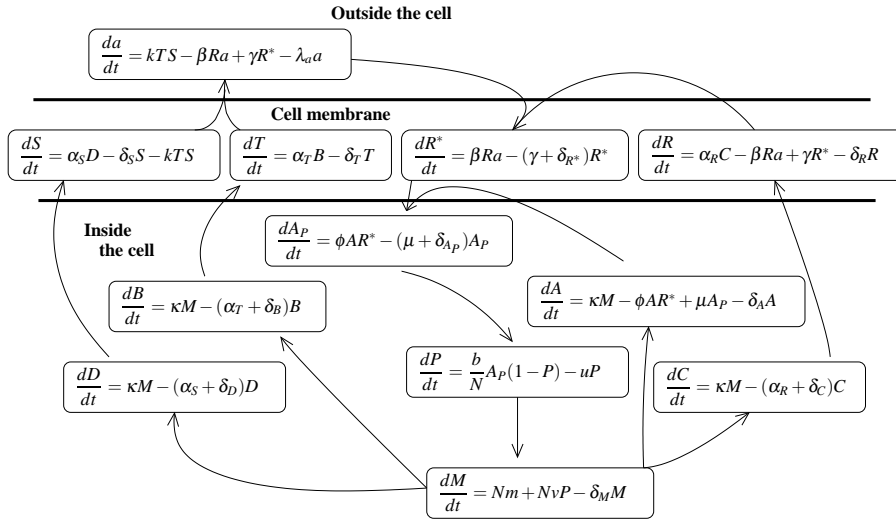 Outside the cell
da/dt = kTS − βRa + γR* − λ_a a
Cell membrane
dS/dt = α_S D − δ_S S − kTS
dT/dt = α_T B − δ_T T
dR*/dt = βRa − (γ + δ_{R*})R*
dR/dt = α_R C − βRa + γR* − δ_R R
Inside
the cell
dA_P/dt = φAR* − (μ + δ_{A_P})A_P
dB/dt = κM − (α_T + δ_B)B
dA/dt = κM − φAR* + μA_P − δ_A A
dD/dt = κM − (α_S + δ_D)D
dP/dt = b/N A_P(1 − P) − uP
dC/dt = κM − (α_R + δ_C)C
dM/dt = Nm + NvP − δ_M M